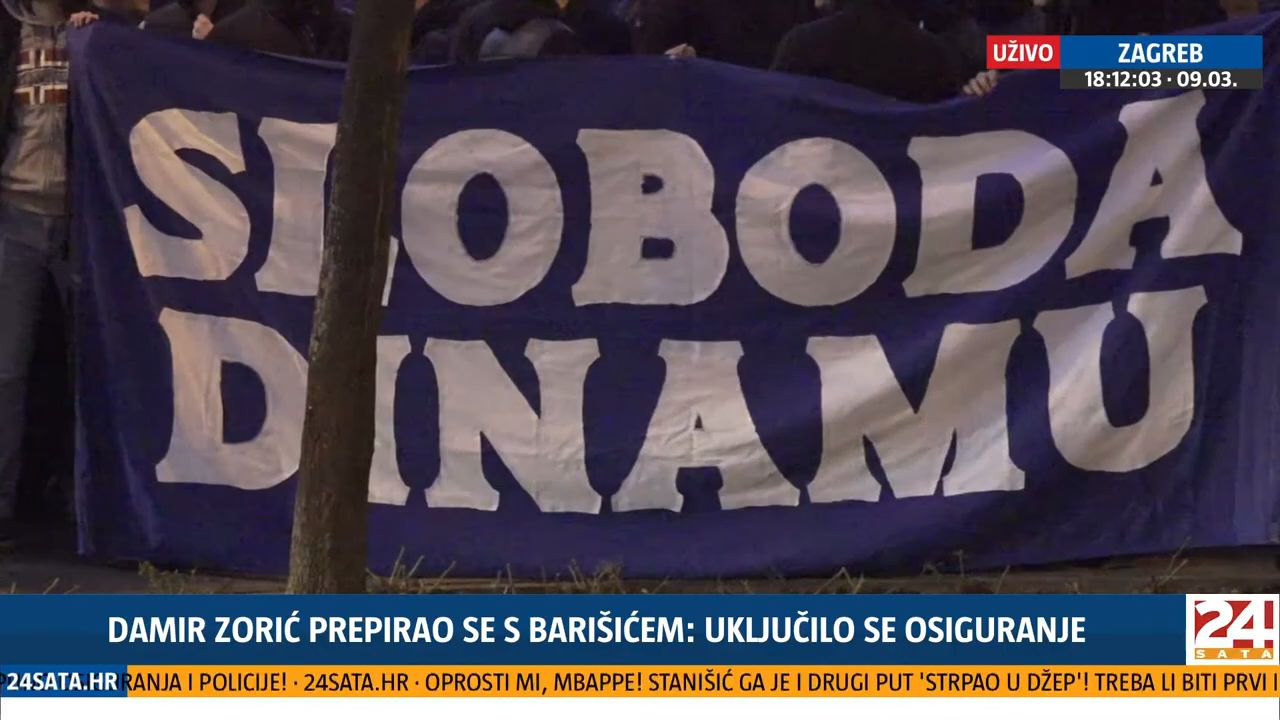 UŽIVO ZAGREB
18:12:03 · 09.03.
SLOBODA
DINAMU
DAMIR ZORIĆ PREPIRAO SE S BARIŠIĆEM: UKLJUČILO SE OSIGURANJE
24 SATA
24SATA.HR RANJA I POLICIJE! · 24SATA.HR · OPROSTI MI, MBAPPE! STANIŠIĆ GA JE I DRUGI PUT 'STRPAO U DŽEP'! TREBA LI BITI PRVI I